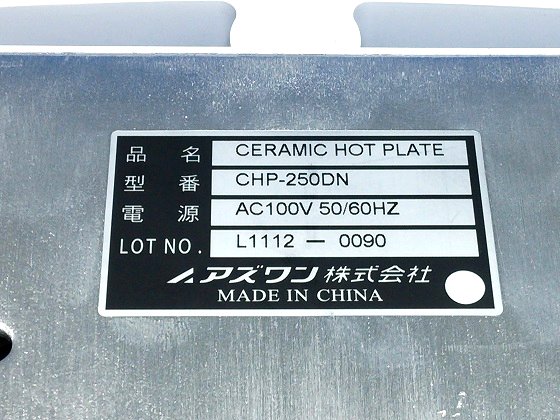 品 名 CERAMIC HOT PLATE
型 番 CHP-250DN
電 源 AC100V 50/60HZ
LOT NO. L1112 — 0090
アズワン株式会社
MADE IN CHINA